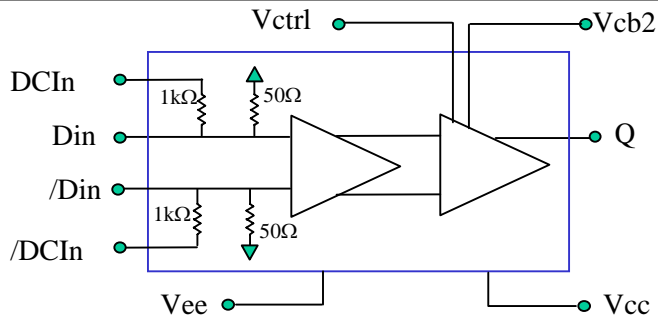 Vctrl
Vcb2
DCIn
1kΩ
50Ω
Din
Q
/Din
1kΩ
50Ω
/DCIn
Vee
Vcc